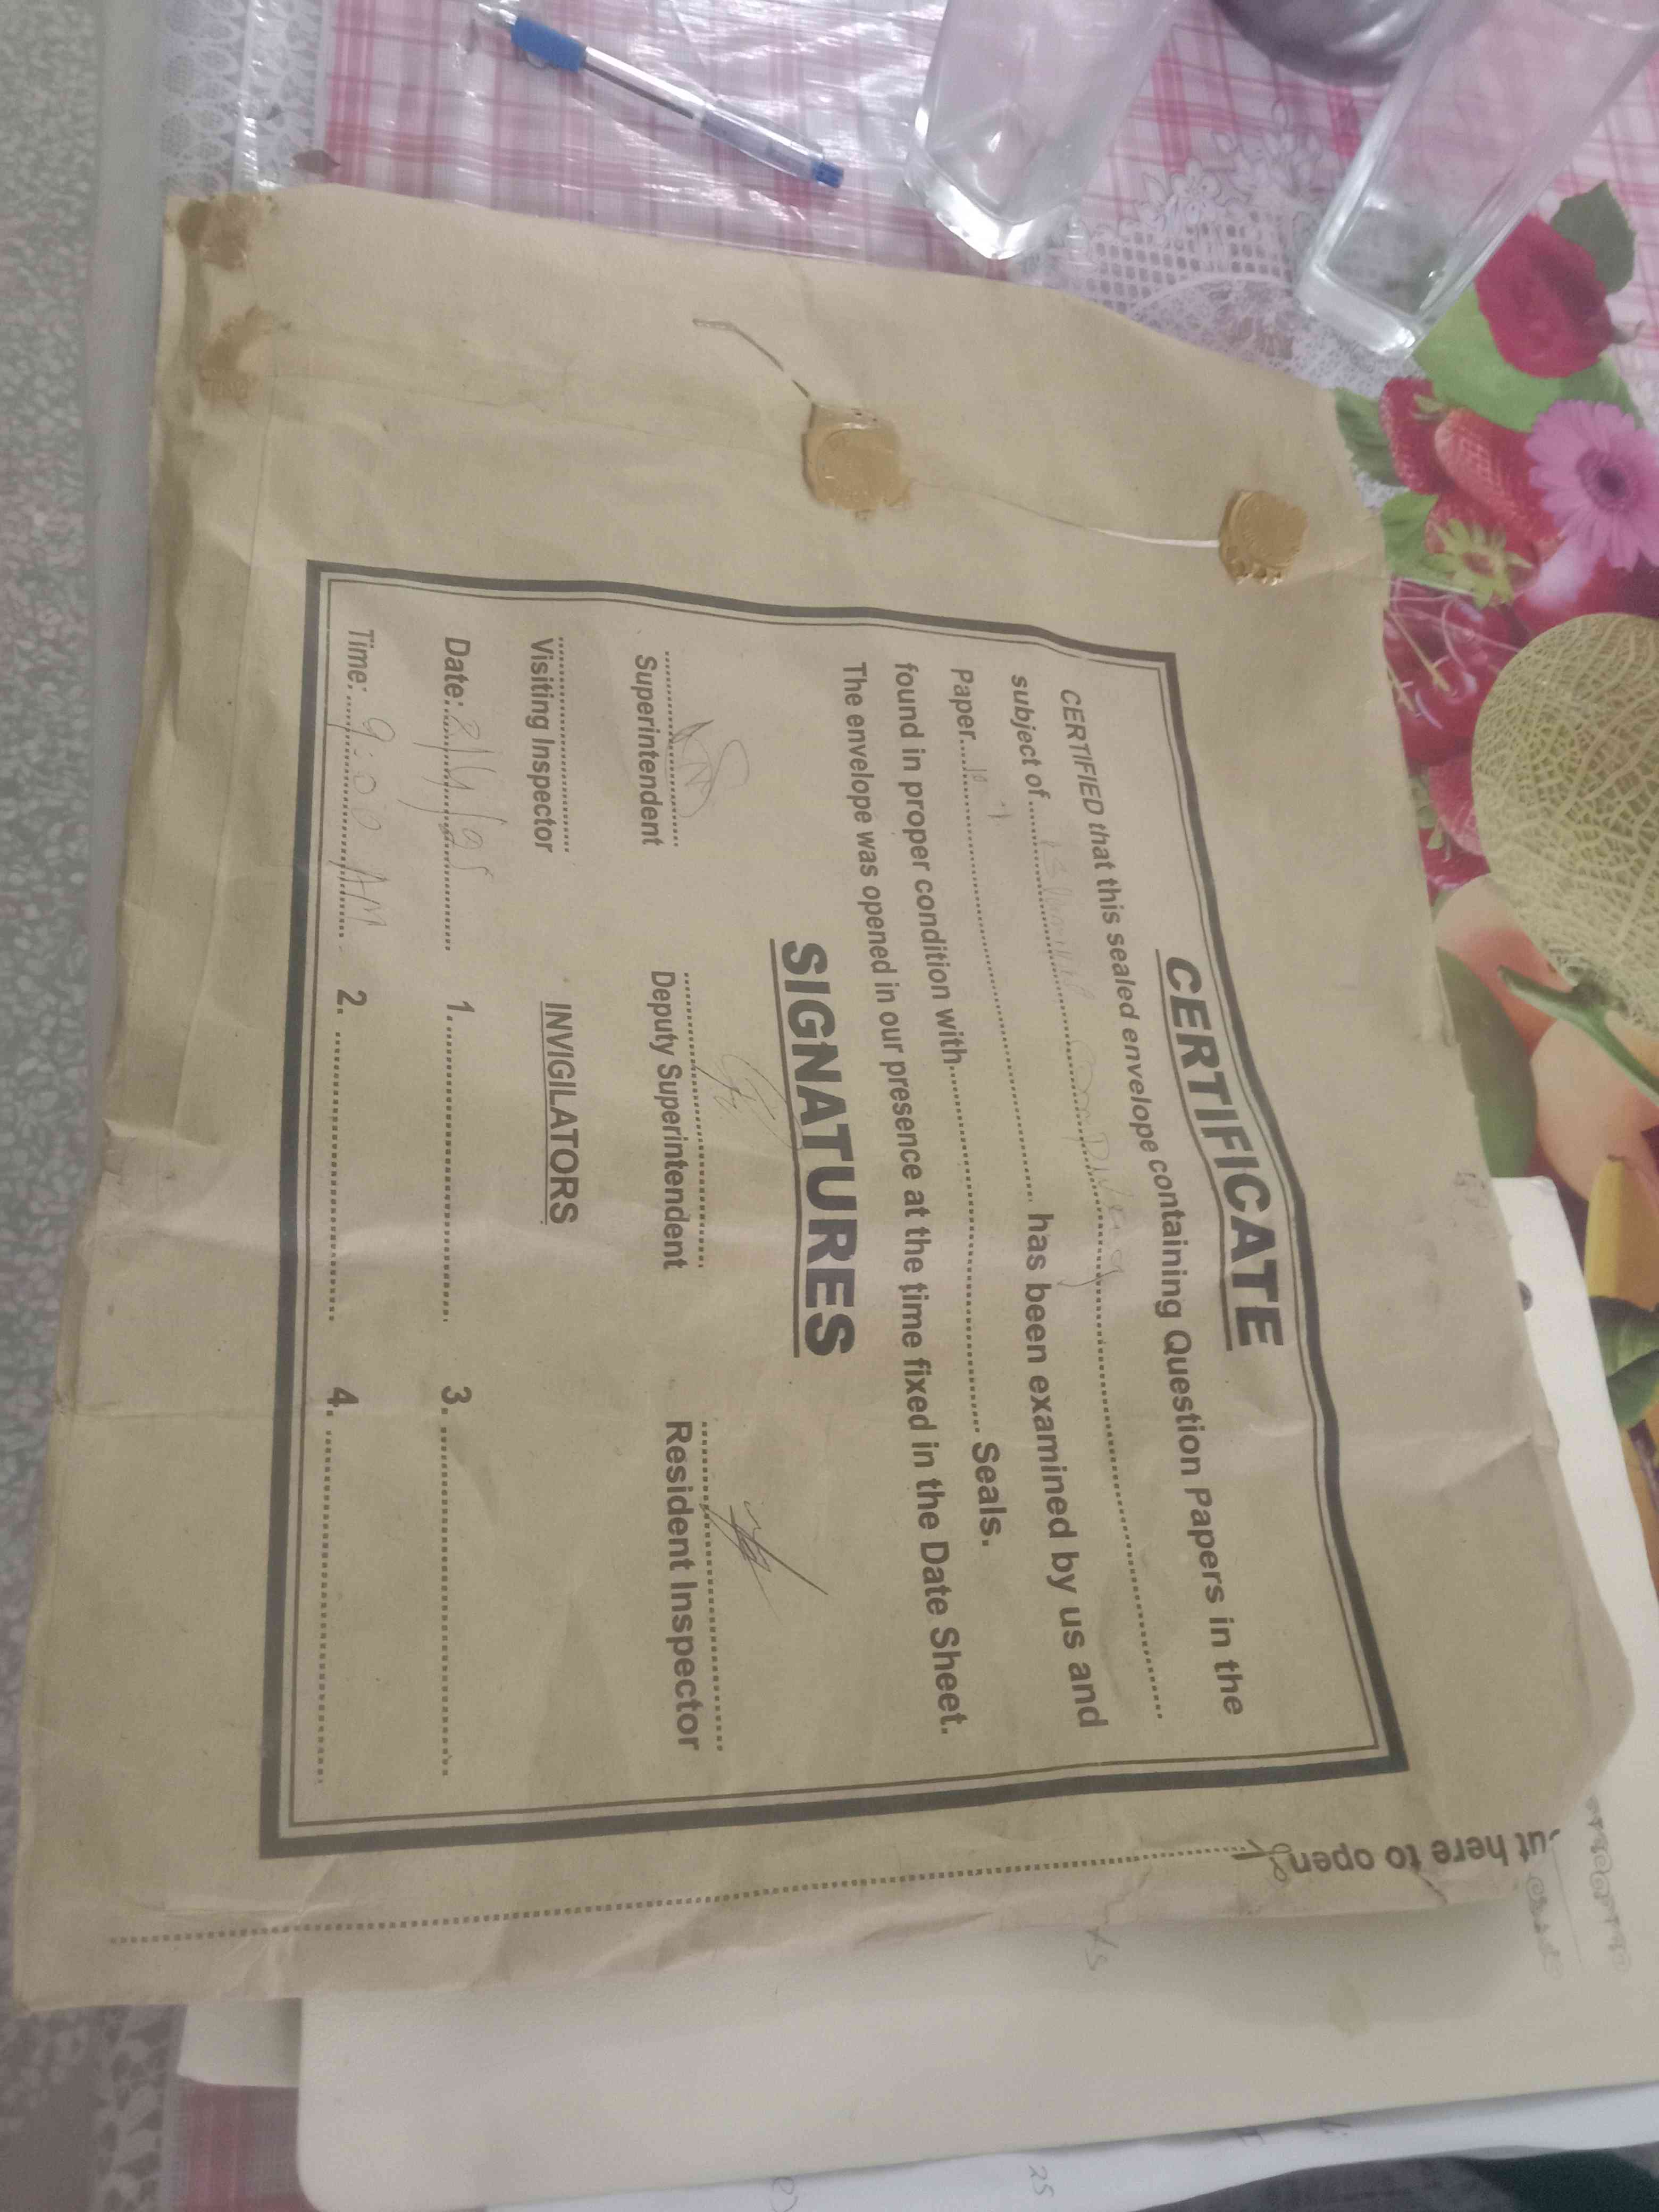 CERTIFICATE
CERTIFIED that this sealed envelope containing Question Papers in the
subject of.....Islamiyat compulsory.....
Paper.................... has been examined by us and
found in proper condition with.................... Seals.
The envelope was opened in our presence at the time fixed in the Date Sheet.
SIGNATURES
Superintendent Deputy Superintendent Resident Inspector
Visiting Inspector INVIGILATORS
Date: 1. 3.
Time: 9:00 AM 2. 4.
ut here to open
25